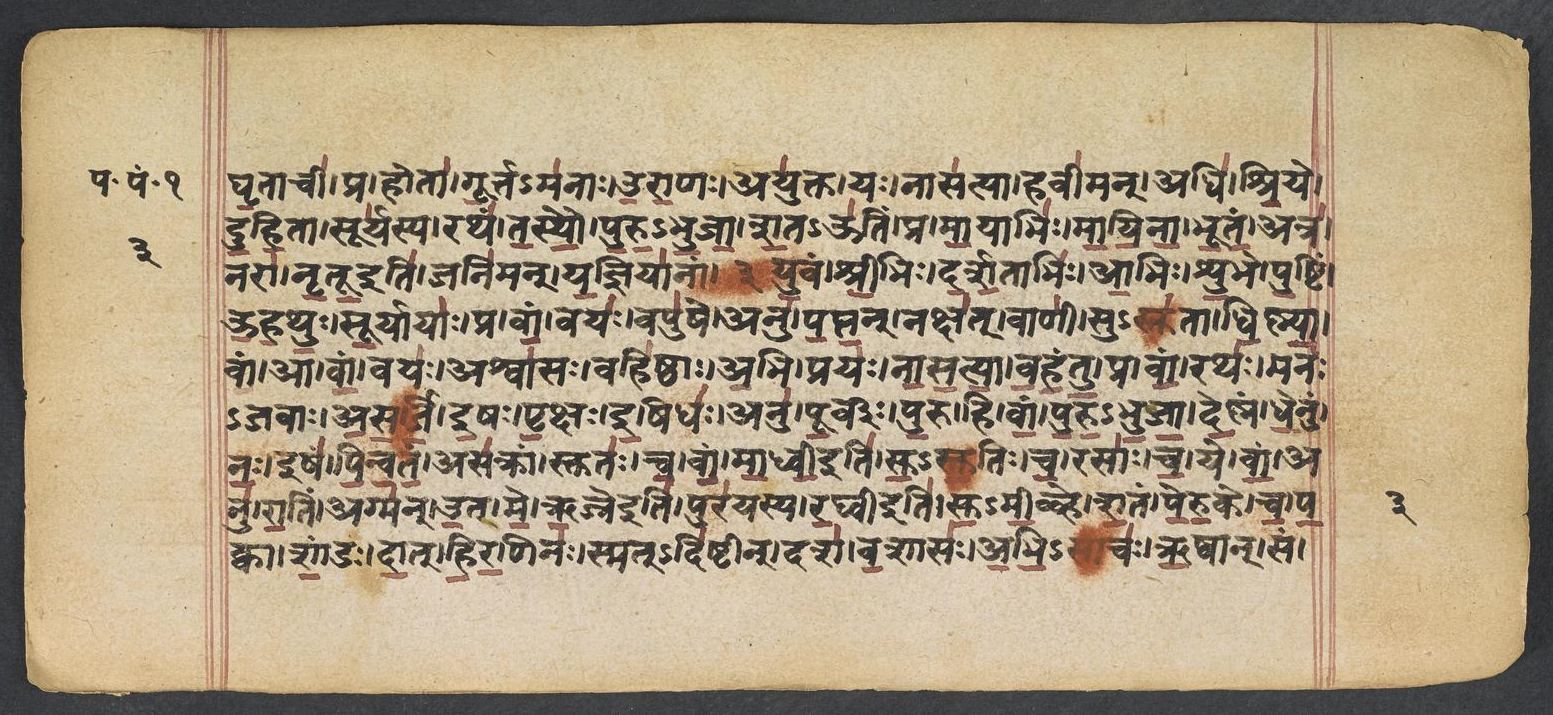 प॰ पं॰ १ घृताची।प्र।होता।गूर्तऽमनाः।उराणः।अयुक्त।यः।नासत्या।हवीमन्।अधि।श्रिये।
३ दुहिता।सूर्यस्य।रथं।तस्थौ।पुरुऽभुजा।शतऽऊतिं।प्र।मायाभिः।मायिना।भूतं।अत्र।
नरा।नृतूइति।जनिमन्।यज्ञियानां। ३ युवं।श्रीभिः।दर्शताभिः।आभिः।शुभे।पुष्टिं।
ऊहथुः।सूर्यायाः।प्र।वां।वयः।वपुषे।अनु।पप्तन्।नक्षत्।वाणी।सुऽस्तुता।धिष्ण्या।
वां।आ।वां।वयः।अश्वासः।वहिष्ठाः।अभि।प्रयः।नासत्या।वहंतु।प्र।वां।रथः।मनः
ऽजवाः।असर्जि।इषः।पृक्षः।इषिधः।अनु।पूर्वीः।पुरु।हि।वां।पुरुऽभुजा।देष्णं।धेनुं।
नः।इषं।पिन्वतं।असक्रां।स्तुतः।च।वां।माध्वीइति।सुऽस्तुतिः।च।रसाः।च।ये।वां।अ
नु।रातिं।अग्मन्।उत।मे।ऋज्रेइति।पुरयस्य।रघ्वीइति।सुऽमीळ्हे।शतं।पेरुके।च।प ३
क्वा।शांडः।दात्।हिरणिनः।स्मत्ऽदिष्टीन्।दश।वशासः।अभिऽसाचः।ऋष्वान्।सं।